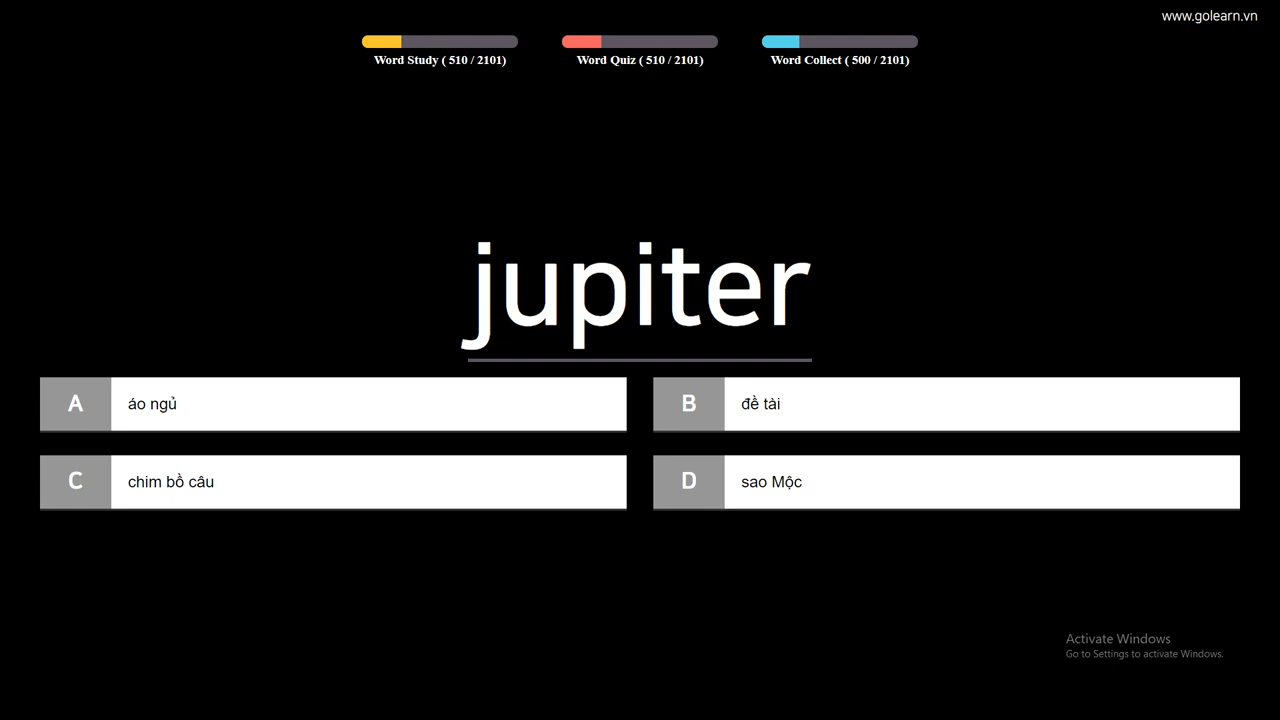 www.golearn.vn
Word Study ( 510 / 2101)
Word Quiz ( 510 / 2101)
Word Collect ( 500 / 2101)
jupiter
A áo ngủ
B đề tài
C chim bồ câu
D sao Mộc
Activate Windows
Go to Settings to activate Windows.